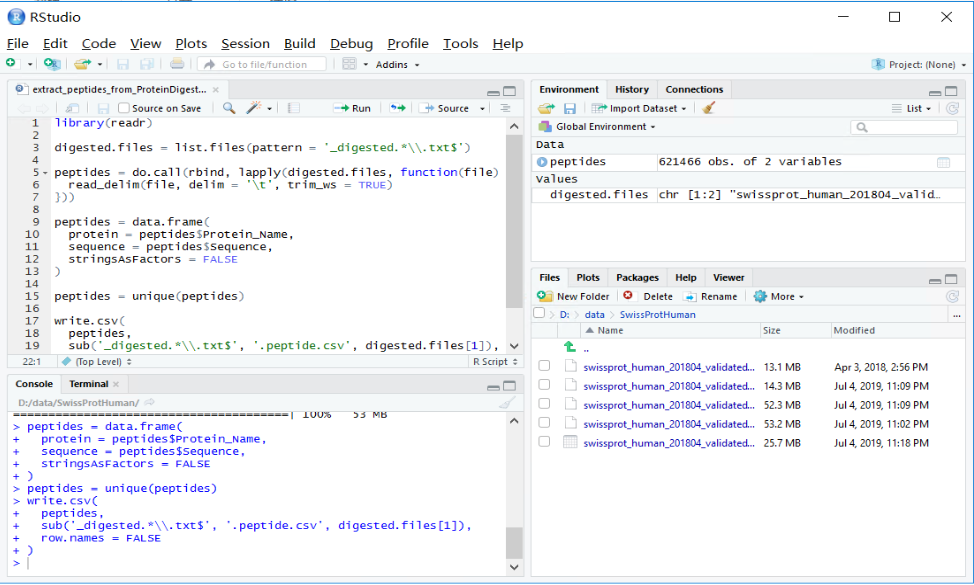 RStudio
File Edit Code View Plots Session Build Debug Profile Tools Help
Go to file/function Addins Project: (None)
extract_peptides_from_ProteinDigest...
Source on Save Run Source
1 library(readr)
2
3 digested.files = list.files(pattern = '_digested.*\\.txt$')
4
5 peptides = do.call(rbind, lapply(digested.files, function(file)
6 read_delim(file, delim = '\t', trim_ws = TRUE)
7 }))
8
9 peptides = data.frame(
10 protein = peptides$Protein_Name,
11 sequence = peptides$Sequence,
12 stringsAsFactors = FALSE
13 )
14
15 peptides = unique(peptides)
16
17 write.csv(
18 peptides,
19 sub('_digested.*\\.txt$', '.peptide.csv', digested.files[1]),
22:1 (Top Level) R Script
Console Terminal
D:/data/SwissProtHuman/
=======================================| 100% 53 MB
> peptides = data.frame(
+ protein = peptides$Protein_Name,
+ sequence = peptides$Sequence,
+ stringsAsFactors = FALSE
+ )
> peptides = unique(peptides)
> write.csv(
+ peptides,
+ sub('_digested.*\\.txt$', '.peptide.csv', digested.files[1]),
+ row.names = FALSE
+ )
>
Environment History Connections
Import Dataset List
Global Environment
Data
peptides 621466 obs. of 2 variables
Values
digested.files chr [1:2] "swissprot_human_201804_valid…
Files Plots Packages Help Viewer
New Folder Delete Rename More
D: data SwissProtHuman ...
Name Size Modified
..
swissprot_human_201804_validated... 13.1 MB Apr 3, 2018, 2:56 PM
swissprot_human_201804_validated... 14.3 MB Jul 4, 2019, 11:09 PM
swissprot_human_201804_validated... 52.3 MB Jul 4, 2019, 11:09 PM
swissprot_human_201804_validated... 53.2 MB Jul 4, 2019, 11:02 PM
swissprot_human_201804_validated... 25.7 MB Jul 4, 2019, 11:18 PM